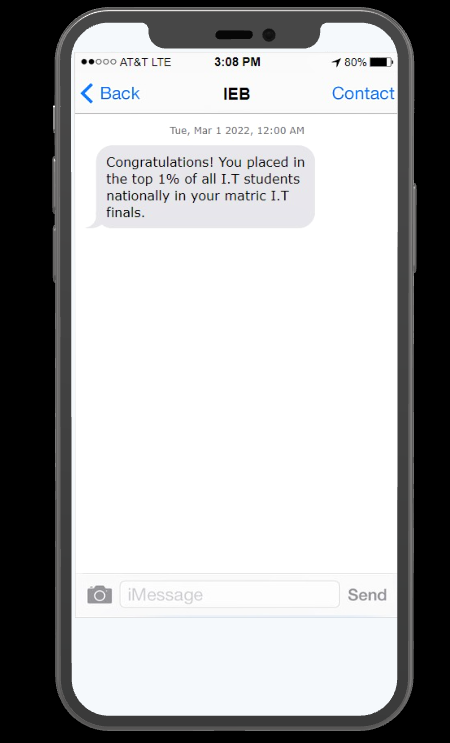 AT&T LTE 3:08 PM 80%
Back IEB Contact
Tue, Mar 1 2022, 12:00 AM
Congratulations! You placed in
the top 1% of all I.T students
nationally in your matric I.T
finals.
iMessage Send